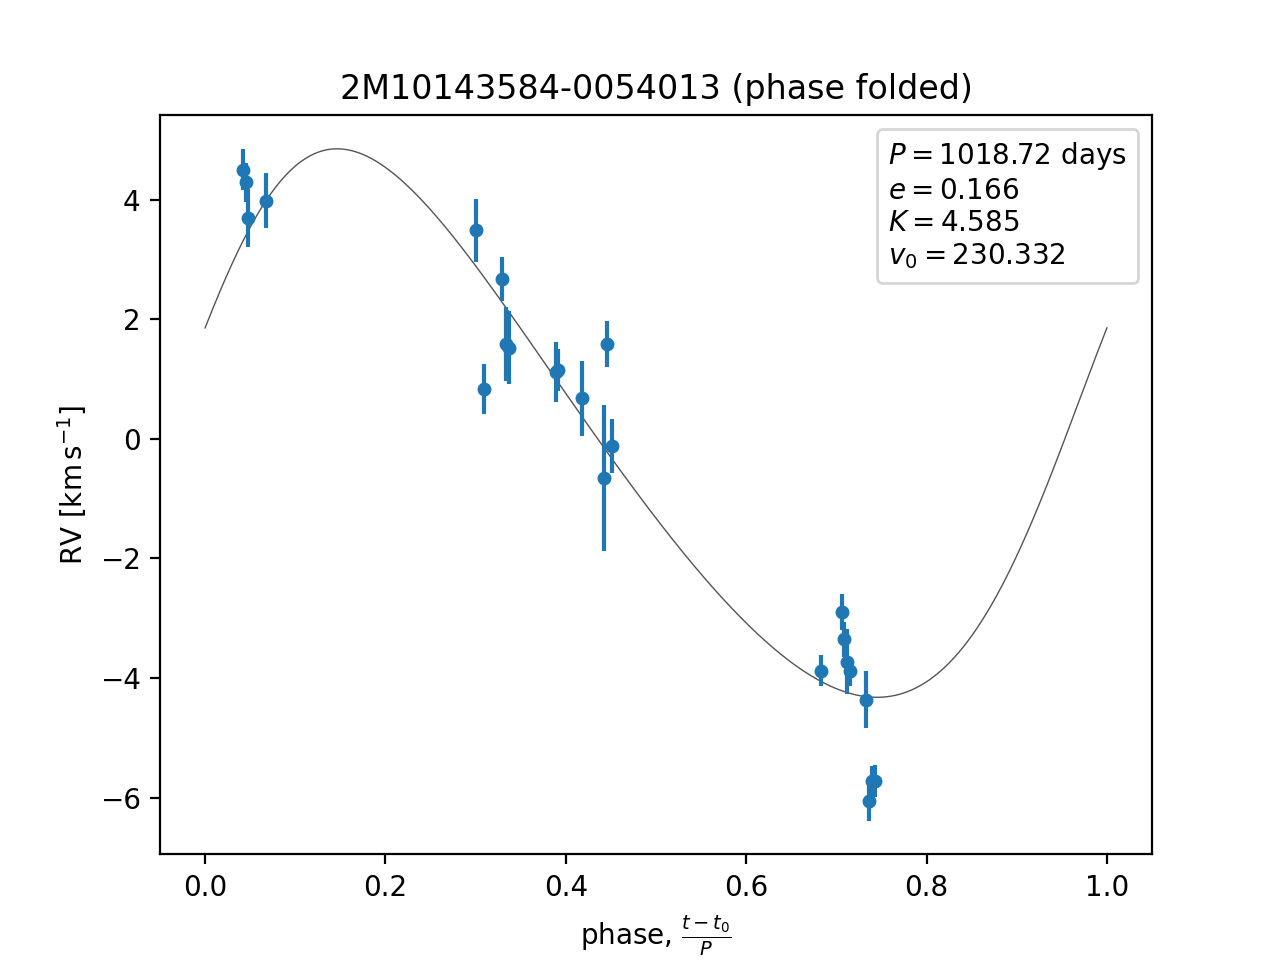 2M10143584-0054013 (phase folded)
P = 1018.72 days
e = 0.166
K = 4.585
v₀ = 230.332
RV [km s⁻¹]
4
2
0
−2
−4
−6
0.0 0.2 0.4 0.6 0.8 1.0
phase, (t − t₀)/P